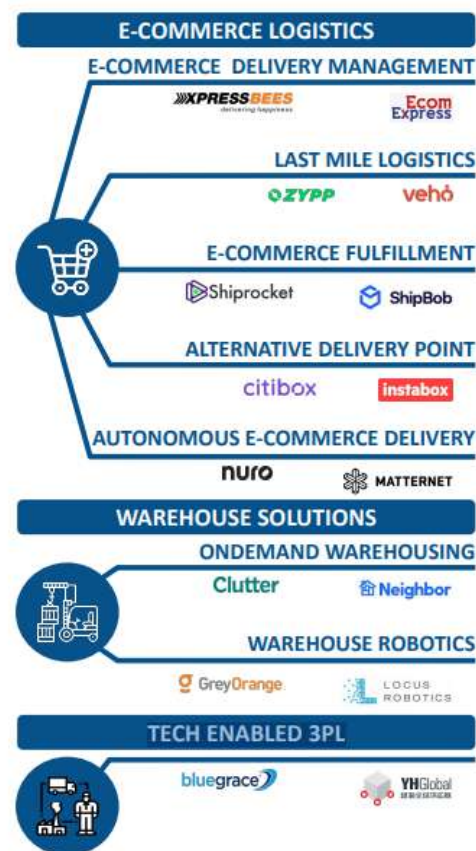 E-COMMERCE LOGISTICS
E-COMMERCE DELIVERY MANAGEMENT
XPRESSBEES
delivering happiness
Ecom
Express
LAST MILE LOGISTICS
ZYPP
veho
E-COMMERCE FULFILLMENT
Shiprocket
ShipBob
ALTERNATIVE DELIVERY POINT
citibox
instabox
AUTONOMOUS E-COMMERCE DELIVERY
nuro
MATTERNET
WAREHOUSE SOLUTIONS
ONDEMAND WAREHOUSING
Clutter
Neighbor
WAREHOUSE ROBOTICS
GreyOrange
LOCUS
ROBOTICS
TECH ENABLED 3PL
bluegrace
YHGlobal